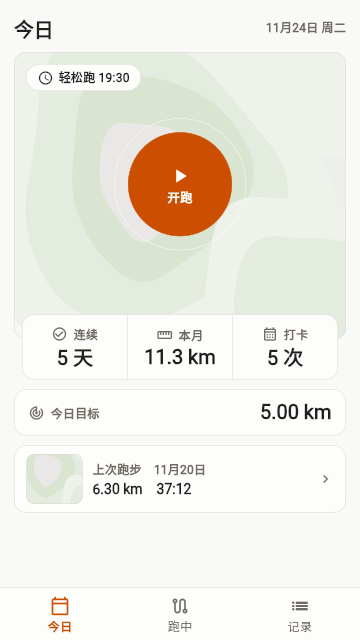 今日
11月24日 周二
轻松跑 19:30
开跑
连续
本月
打卡
5 天
11.3 km
5 次
今日目标
5.00 km
上次跑步 11月20日
6.30 km 37:12
今日
跑中
记录